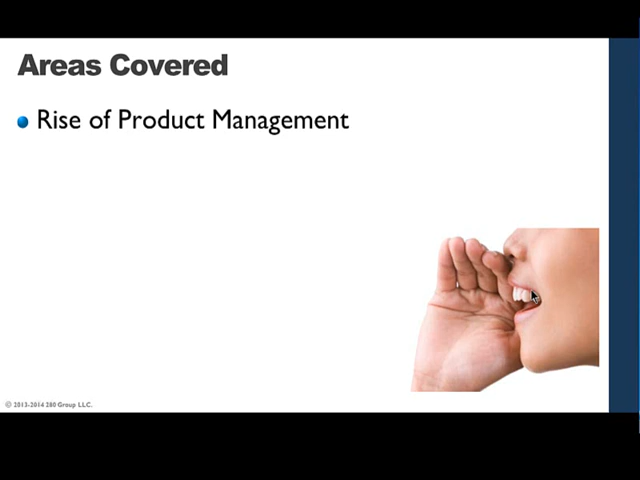 Areas Covered
Rise of Product Management
© 2013-2014 280 Group LLC.